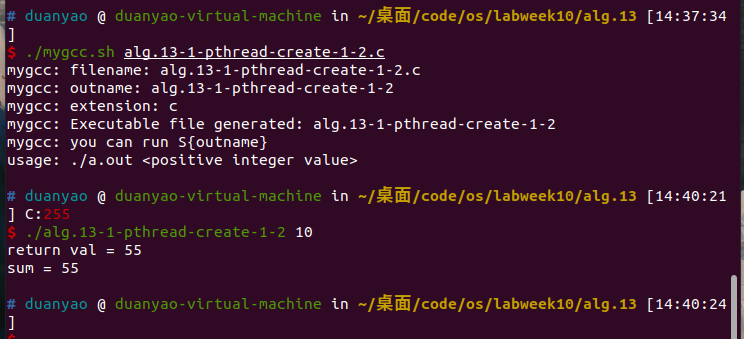 # duanyao @ duanyao-virtual-machine in ~/桌面/code/os/labweek10/alg.13 [14:37:34
]
$ ./mygcc.sh alg.13-1-pthread-create-1-2.c
mygcc: filename: alg.13-1-pthread-create-1-2.c
mygcc: outname: alg.13-1-pthread-create-1-2
mygcc: extension: c
mygcc: Executable file generated: alg.13-1-pthread-create-1-2
mygcc: you can run S{outname}
usage: ./a.out <positive integer value>
# duanyao @ duanyao-virtual-machine in ~/桌面/code/os/labweek10/alg.13 [14:40:21
] C:255
$ ./alg.13-1-pthread-create-1-2 10
return val = 55
sum = 55
# duanyao @ duanyao-virtual-machine in ~/桌面/code/os/labweek10/alg.13 [14:40:24
]
$